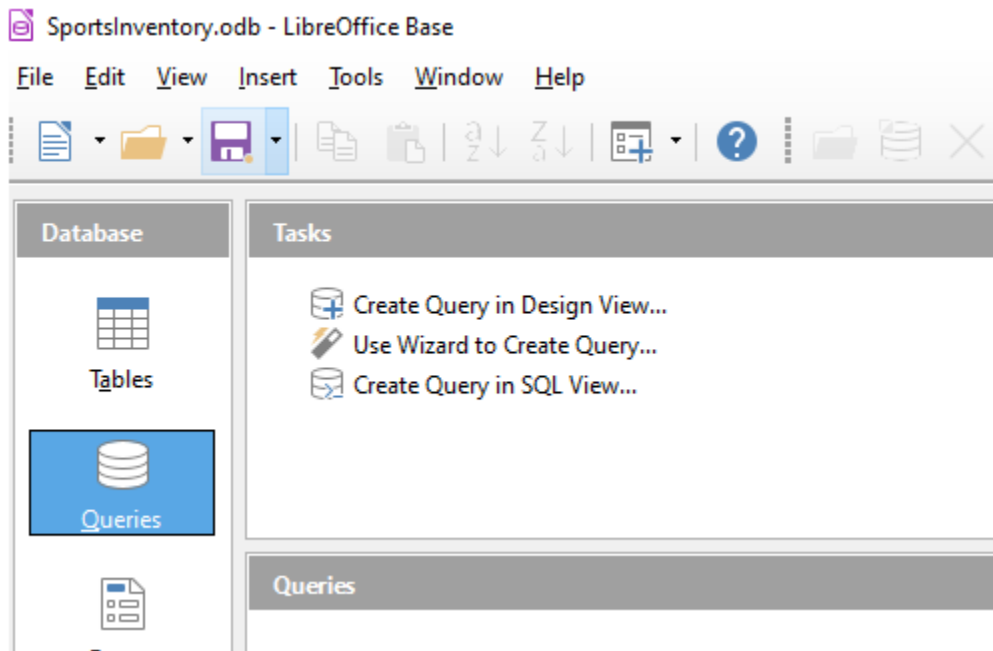 SportsInventory.odb - LibreOffice Base
File Edit View Insert Tools Window Help
Database
Tasks
Create Query in Design View...
Use Wizard to Create Query...
Create Query in SQL View...
Tables
Queries
Queries